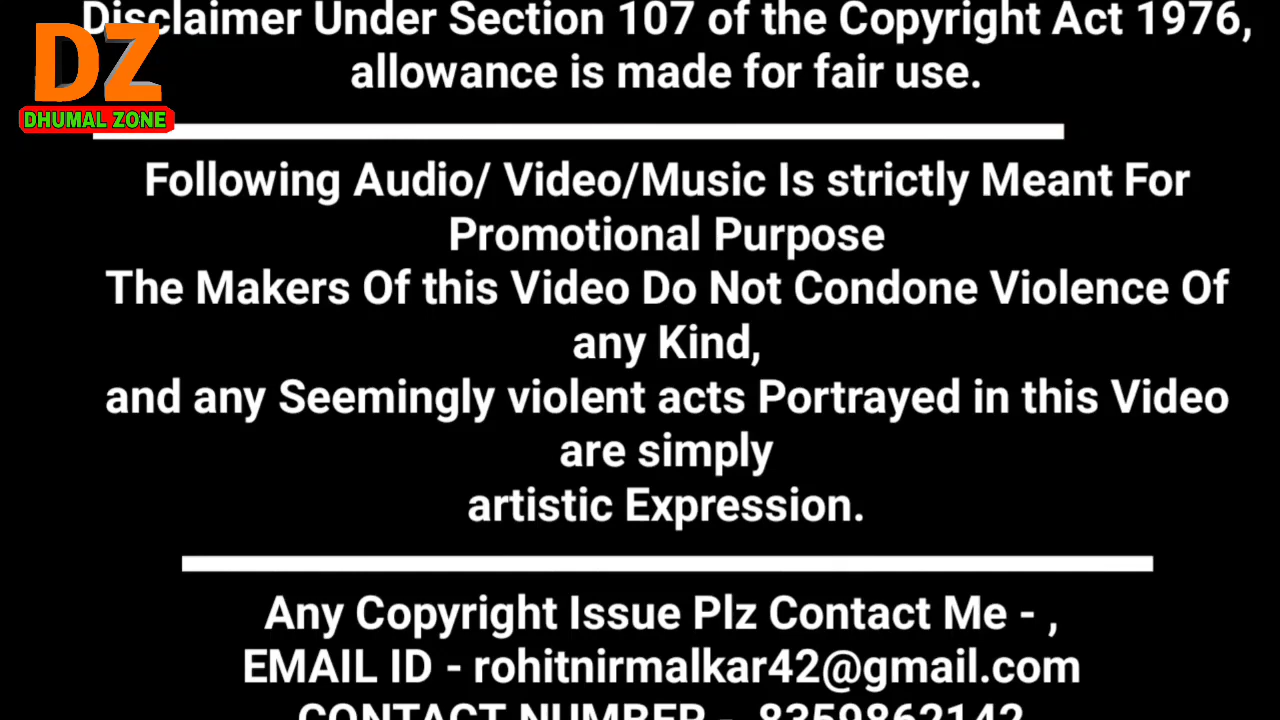 Disclaimer Under Section 107 of the Copyright Act 1976,
allowance is made for fair use.
DZ
DHUMAL ZONE
Following Audio/ Video/Music Is strictly Meant For
Promotional Purpose
The Makers Of this Video Do Not Condone Violence Of
any Kind,
and any Seemingly violent acts Portrayed in this Video
are simply
artistic Expression.
Any Copyright Issue Plz Contact Me - ,
EMAIL ID - rohitnirmalkar42@gmail.com
CONTACT NUMBER - 8359862142